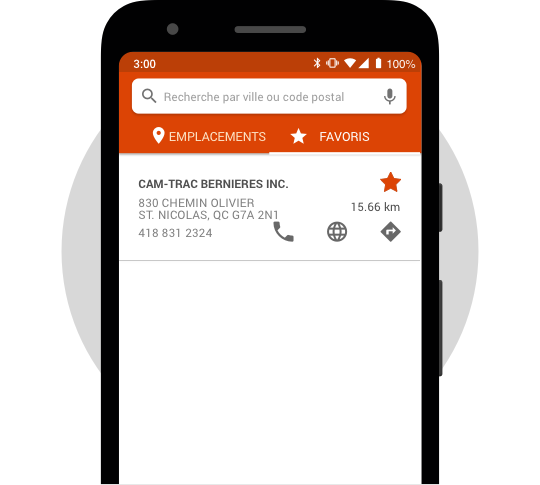 3:00
100%
Recherche par ville ou code postal
EMPLACEMENTS
FAVORIS
CAM-TRAC BERNIERES INC.
830 CHEMIN OLIVIER
15.66 km
ST. NICOLAS, QC G7A 2N1
418 831 2324